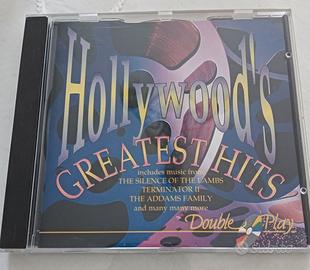 Hollywood's
GREATEST HITS
includes music from:
THE SILENCE OF THE LAMBS
TERMINATOR II
THE ADDAMS FAMILY
and many many more
Double Play
subito